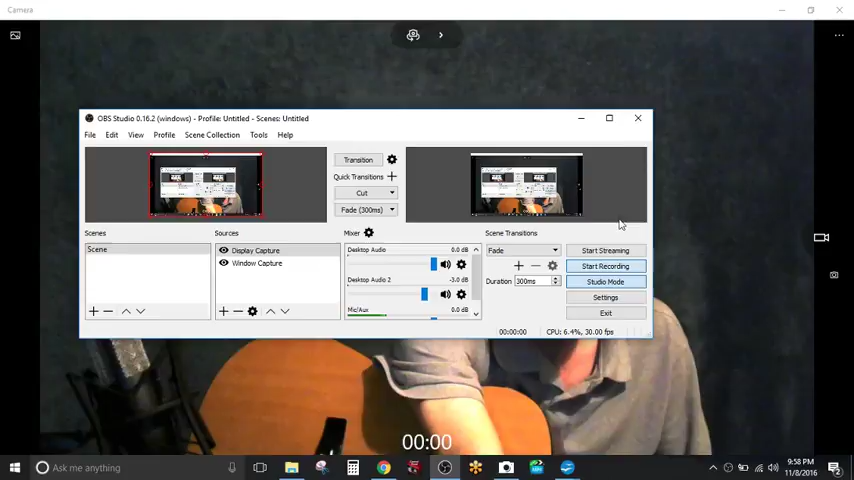 Camera
OBS Studio 0.16.2 (windows) - Profile: Untitled - Scenes: Untitled
File Edit View Profile Scene Collection Tools Help
Transition
Quick Transitions
Cut
Fade (300ms)
Scenes
Scene
Sources
Display Capture
Window Capture
Mixer
Desktop Audio 0.0 dB
Desktop Audio 2 -3.0 dB
Mic/Aux 0.0 dB
Scene Transitions
Fade
Duration 300ms
Start Streaming
Start Recording
Studio Mode
Settings
Exit
00:00:00 CPU: 6.4%, 30.00 fps
00:00
Ask me anything
9:58 PM
11/8/2016
2